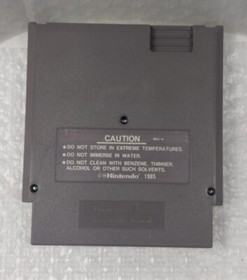 CAUTION
• DO NOT STORE IN EXTREME TEMPERATURES.
• DO NOT IMMERSE IN WATER.
• DO NOT CLEAN WITH BENZENE, THINNER,
ALCOHOL OR OTHER SUCH SOLVENTS.
©Nintendo 1985